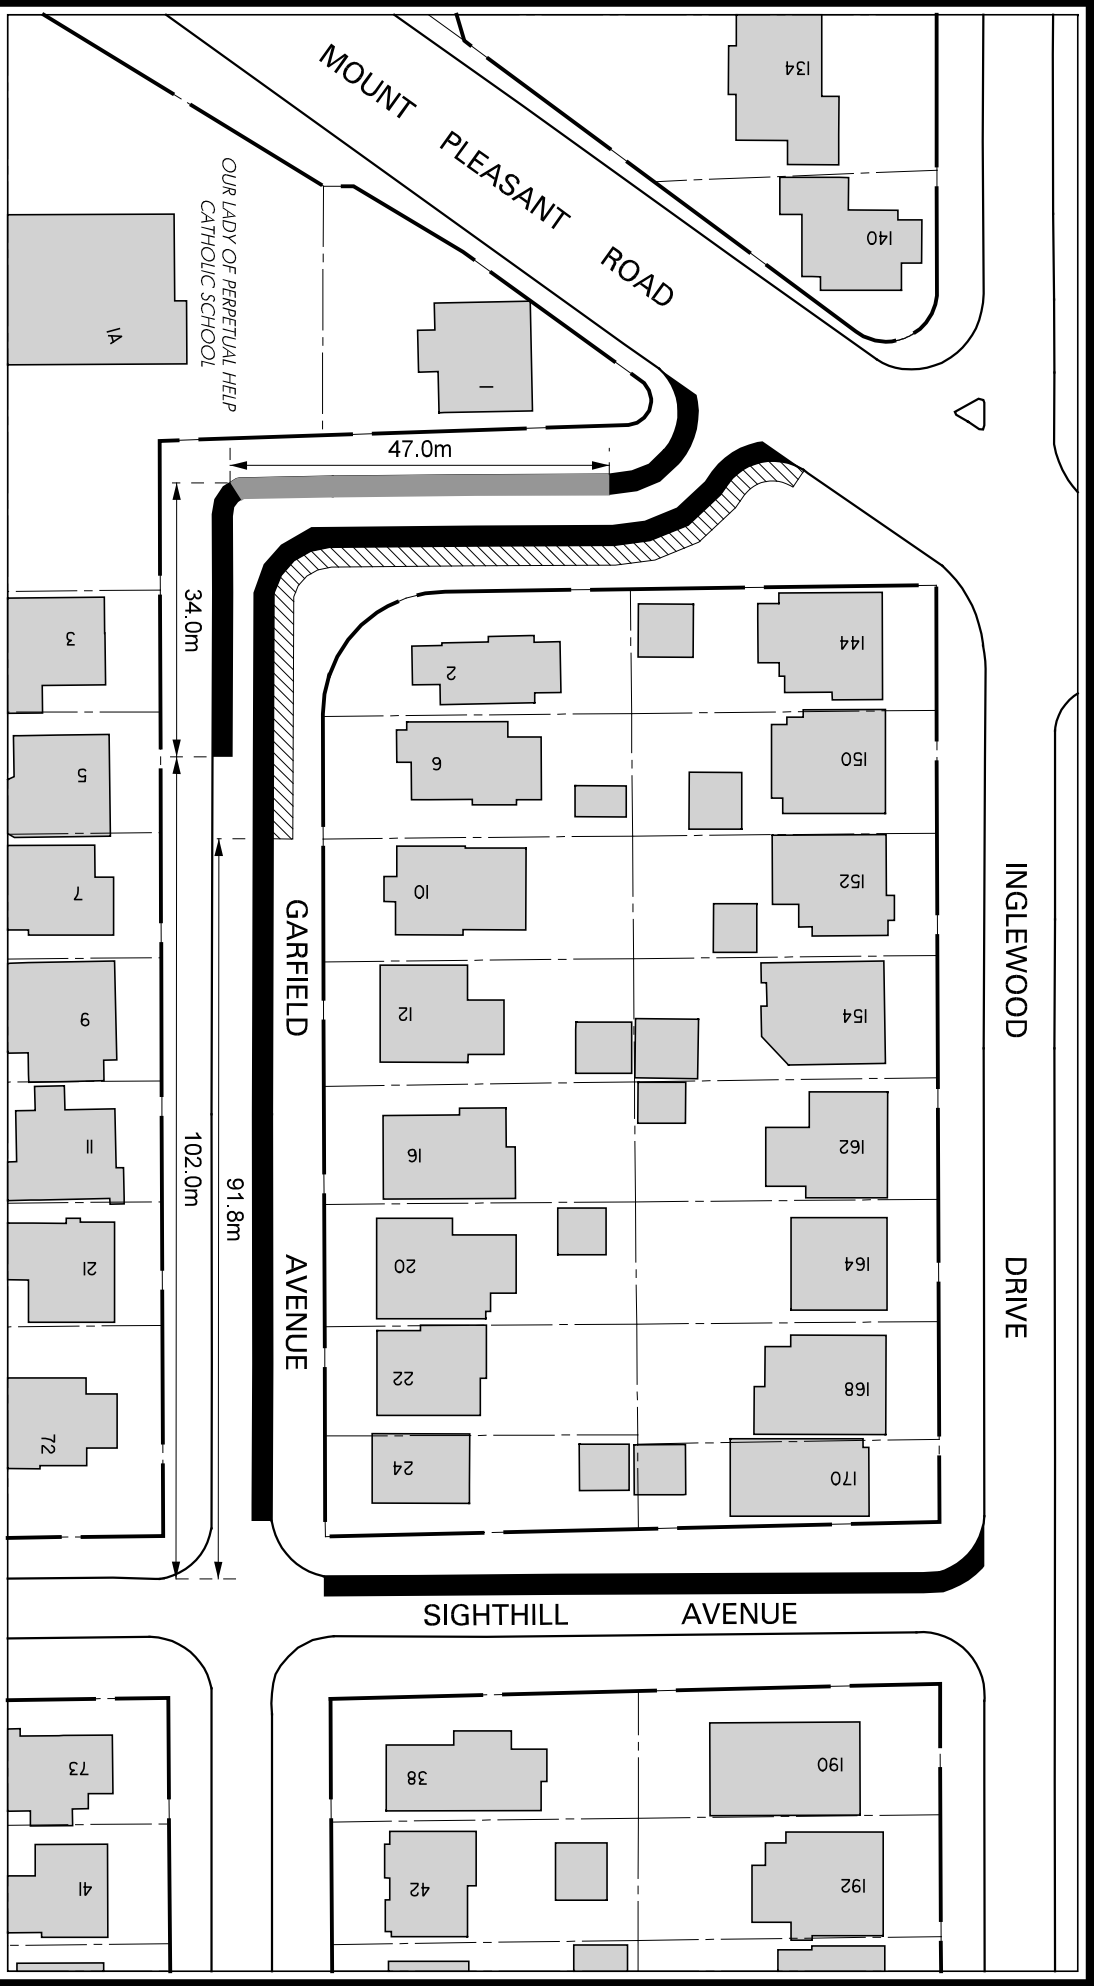 MOUNT PLEASANT ROAD
134
140
OUR LADY OF PERPETUAL HELP
CATHOLIC SCHOOL
1A
1
47.0m
34.0m
102.0m
91.8m
3
5
7
9
11
21
72
GARFIELD AVENUE
2
6
10
12
16
20
22
24
144
150
152
154
162
164
168
170
INGLEWOOD DRIVE
SIGHTHILL AVENUE
73
41
38
42
190
192